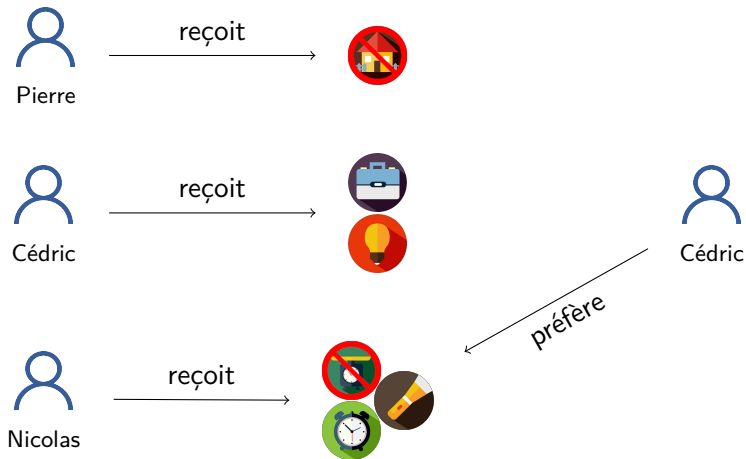 reçoit
Pierre
reçoit
Cédric
Cédric
préfère
reçoit
Nicolas